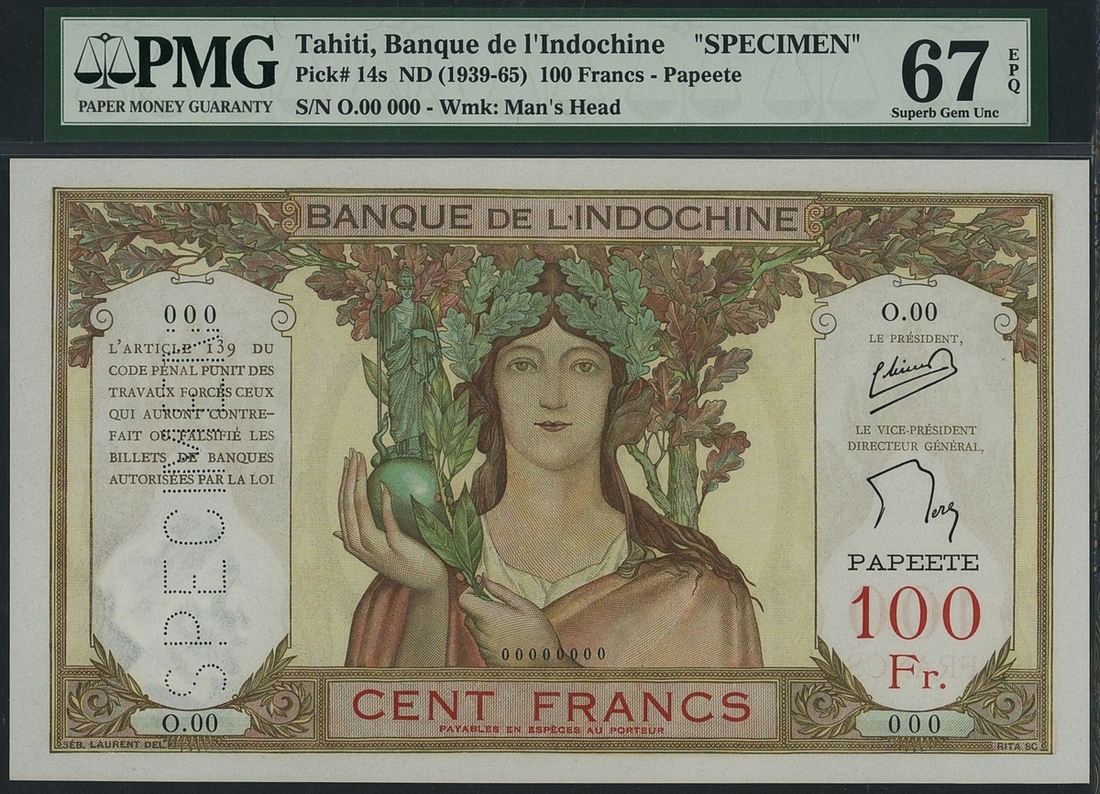 PMG
PAPER MONEY GUARANTY
Tahiti, Banque de l'Indochine "SPECIMEN"
Pick# 14s ND (1939-65) 100 Francs - Papeete
S/N O.00 000 - Wmk: Man's Head
67
EPQ
Superb Gem Unc
BANQUE DE L'INDOCHINE
000
L'ARTICLE 139 DU
CODE PÉNAL PUNIT DES
TRAVAUX FORCÉS CEUX
QUI AURONT CONTRE-
FAIT OU FALSIFIÉ LES
BILLETS DE BANQUES
AUTORISÉES PAR LA LOI
SPECIMEN
O.00
LE PRÉSIDENT,
LE VICE-PRÉSIDENT
DIRECTEUR GÉNÉRAL,
PAPEETE
100
Fr.
00000000
CENT FRANCS
PAYABLES EN ESPÈCES AU PORTEUR
O.00
000
SÉB. LAURENT DEL.
RITA SC.